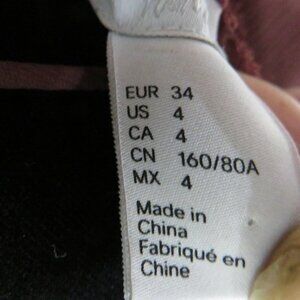 EUR 34
US 4
CA 4
CN 160/80A
MX 4
Made in
China
Fabriqué en
Chine